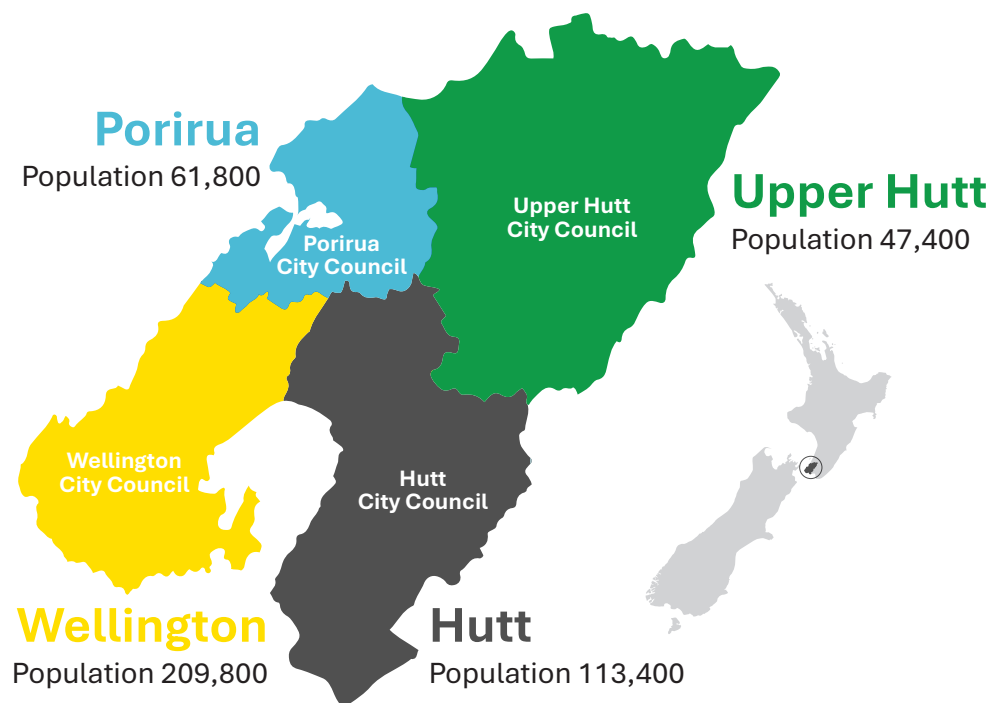 Porirua
Population 61,800
Upper Hutt
City Council
Upper Hutt
Population 47,400
Porirua
City Council
Wellington
City Council
Hutt
City Council
Wellington
Population 209,800
Hutt
Population 113,400